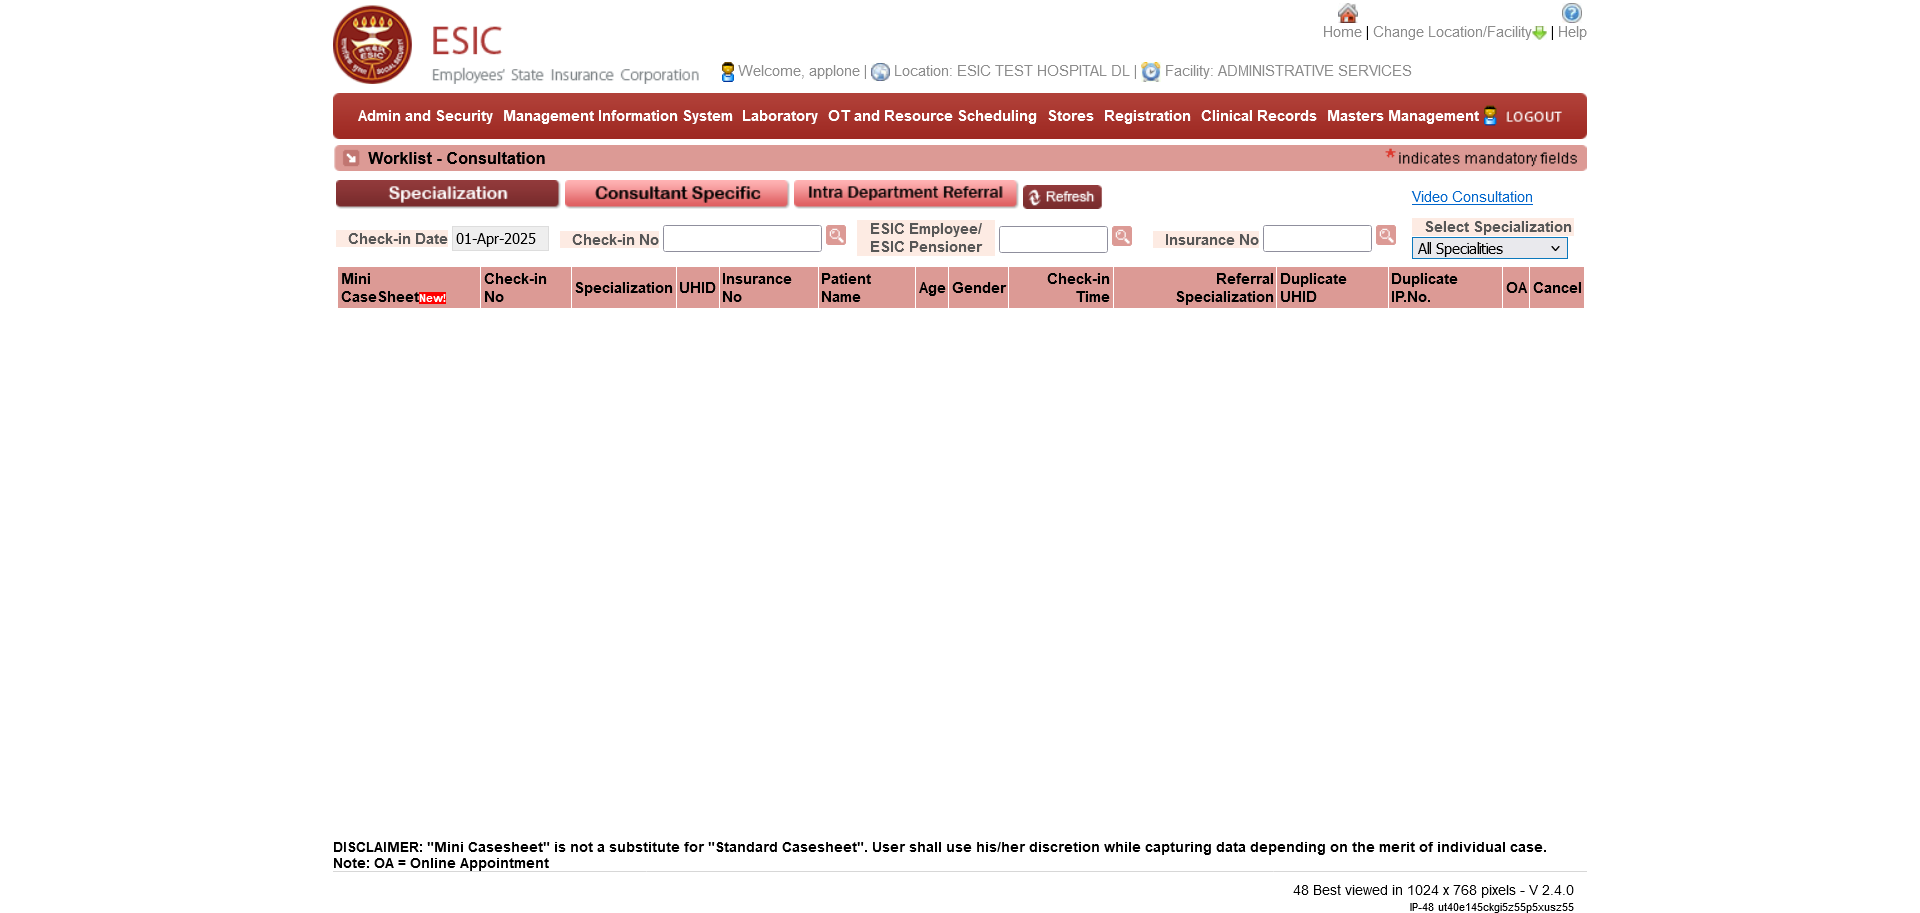 Home | Change Location/Facility | Help
ESIC
Employees' State Insurance Corporation
Welcome, applone | Location: ESIC TEST HOSPITAL DL | Facility: ADMINISTRATIVE SERVICES
Admin and Security Management Information System Laboratory OT and Resource Scheduling Stores Registration Clinical Records Masters Management LOGOUT
Worklist - Consultation * indicates mandatory fields
Specialization Consultant Specific Intra Department Referral Refresh Video Consultation
Check-in Date 01-Apr-2025 Check-in No ESIC Employee/ ESIC Pensioner Insurance No Select Specialization
All Specialities
Mini CaseSheet New! Check-in No Specialization UHID Insurance No Patient Name Age Gender Check-in Time Referral Specialization Duplicate UHID Duplicate IP.No. OA Cancel
DISCLAIMER: "Mini Casesheet" is not a substitute for "Standard Casesheet". User shall use his/her discretion while capturing data depending on the merit of individual case.
Note: OA = Online Appointment
48 Best viewed in 1024 x 768 pixels - V 2.4.0
IP-48 ut40e145ckgi5z55p5xusz55